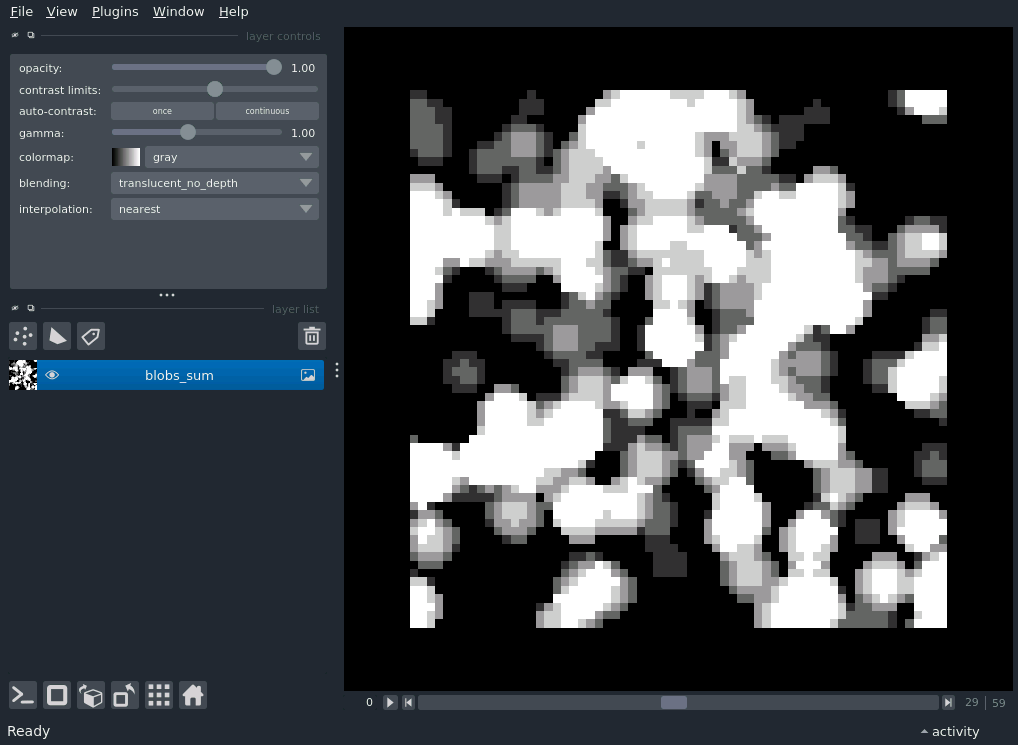 File View Plugins Window Help
layer controls
opacity: 1.00
contrast limits:
auto-contrast: once continuous
gamma: 1.00
colormap: gray
blending: translucent_no_depth
interpolation: nearest
layer list
blobs_sum
0 29 59
Ready activity